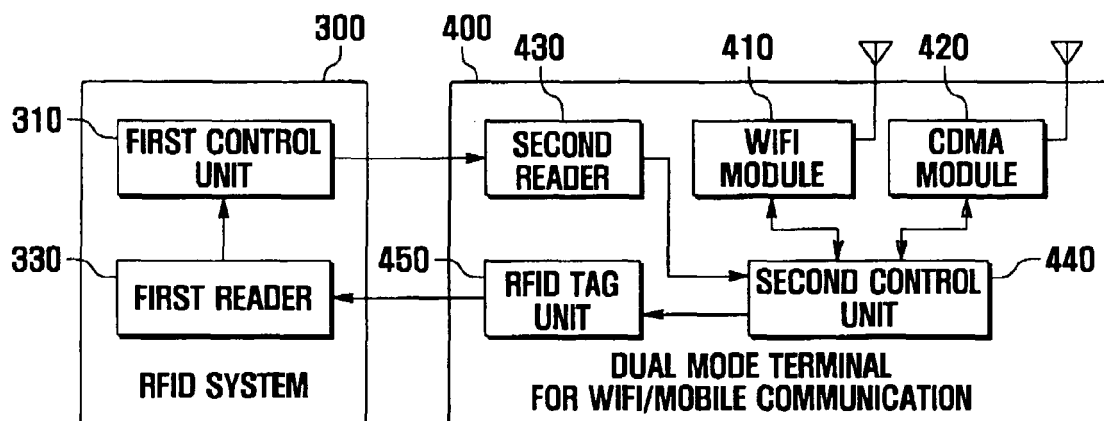 300
400
430
410
420
310
FIRST CONTROL
UNIT
SECOND
READER
WIFI
MODULE
CDMA
MODULE
330
FIRST READER
450
RFID TAG
UNIT
SECOND CONTROL
UNIT
440
RFID SYSTEM
DUAL MODE TERMINAL
FOR WIFI/MOBILE COMMUNICATION